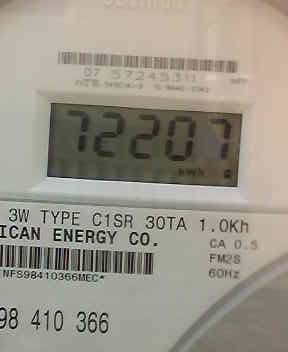 07 57245311
72207
kWh
3W TYPE C1SR 30TA 1.0Kh
ICAN ENERGY CO.
CA 0.5
FM2S
60Hz
NFS98410366MEC*
98 410 366